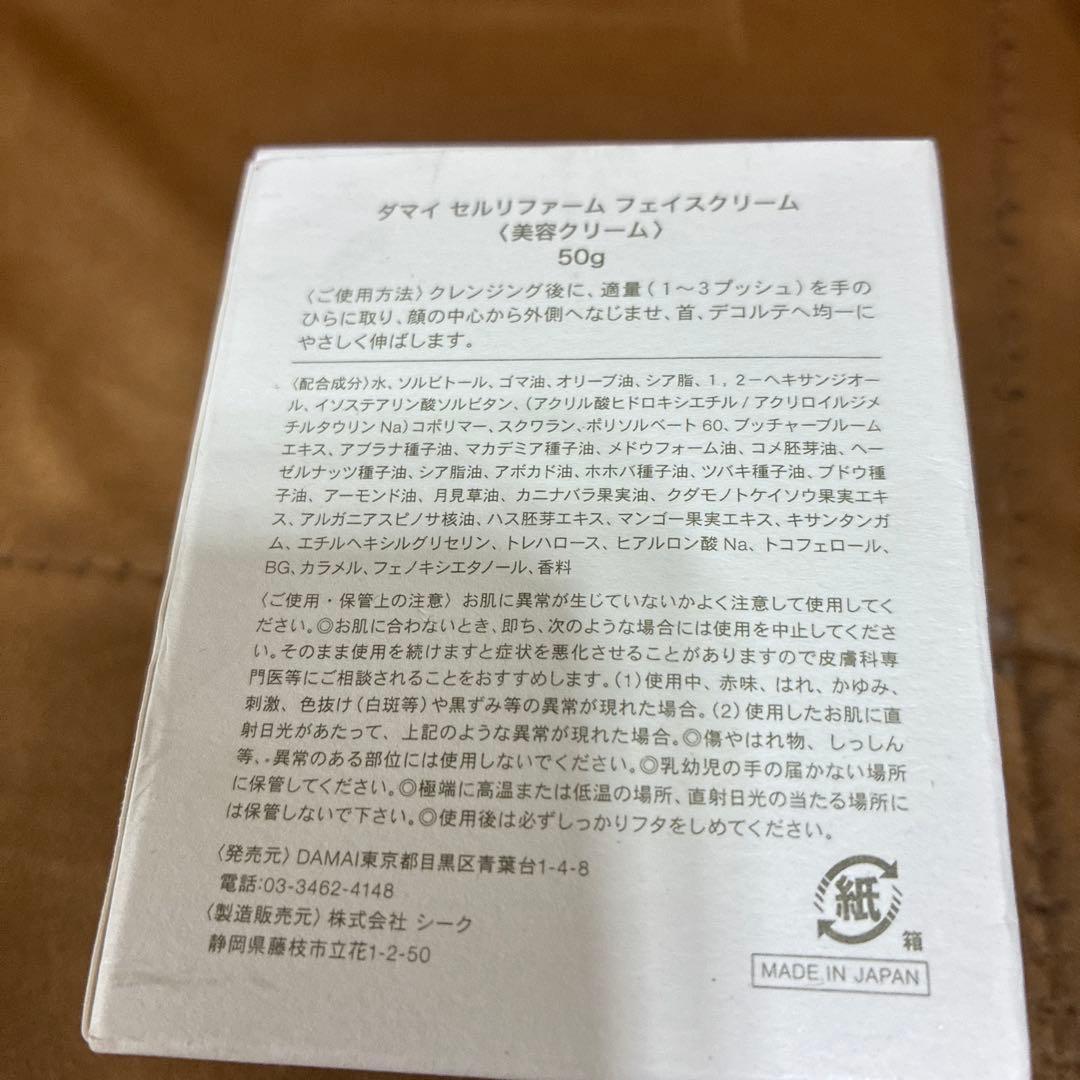 ダマイ セルリファーム フェイスクリーム
〈美容クリーム〉
50g
〈ご使用方法〉クレンジング後に、適量(1〜3プッシュ)を手の
ひらに取り、顔の中心から外側へなじませ、首、デコルテへ均一に
やさしく伸ばします。
〈配合成分〉水、ソルビトール、ゴマ油、オリーブ油、シア脂、1，2－ヘキサンジオー
ル、イソステアリン酸ソルビタン、(アクリル酸ヒドロキシエチル/アクリロイルジメ
チルタウリンNa)コポリマー、スクワラン、ポリソルベート60、ブッチャーブルーム
エキス、アブラナ種子油、マカデミア種子油、メドウフォーム油、コメ胚芽油、ヘー
ゼルナッツ種子油、シア脂油、アボカド油、ホホバ種子油、ツバキ種子油、ブドウ種
子油、アーモンド油、月見草油、カニナバラ果実油、クダモノトケイソウ果実エキ
ス、アルガニアスピノサ核油、ハス胚芽エキス、マンゴー果実エキス、キサンタンガ
ム、エチルヘキシルグリセリン、トレハロース、ヒアルロン酸Na、トコフェロール、
BG、カラメル、フェノキシエタノール、香料
〈ご使用・保管上の注意〉お肌に異常が生じていないかよく注意して使用してく
ださい。◎お肌に合わないとき、即ち、次のような場合には使用を中止してくださ
い。そのまま使用を続けますと症状を悪化させることがありますので皮膚科専
門医等にご相談されることをおすすめします。(1)使用中、赤味、はれ、かゆみ、
刺激、色抜け(白斑等)や黒ずみ等の異常が現れた場合。(2)使用したお肌に直
射日光があたって、上記のような異常が現れた場合。◎傷やはれ物、しっしん
等、異常のある部位には使用しないでください。◎乳幼児の手の届かない場所
に保管してください。◎極端に高温または低温の場所、直射日光の当たる場所に
は保管しないで下さい。◎使用後は必ずしっかりフタをしめてください。
〈発売元〉DAMAI東京都目黒区青葉台1-4-8
電話:03-3462-4148
〈製造販売元〉株式会社 シーク
静岡県藤枝市立花1-2-50
紙
箱
MADE IN JAPAN